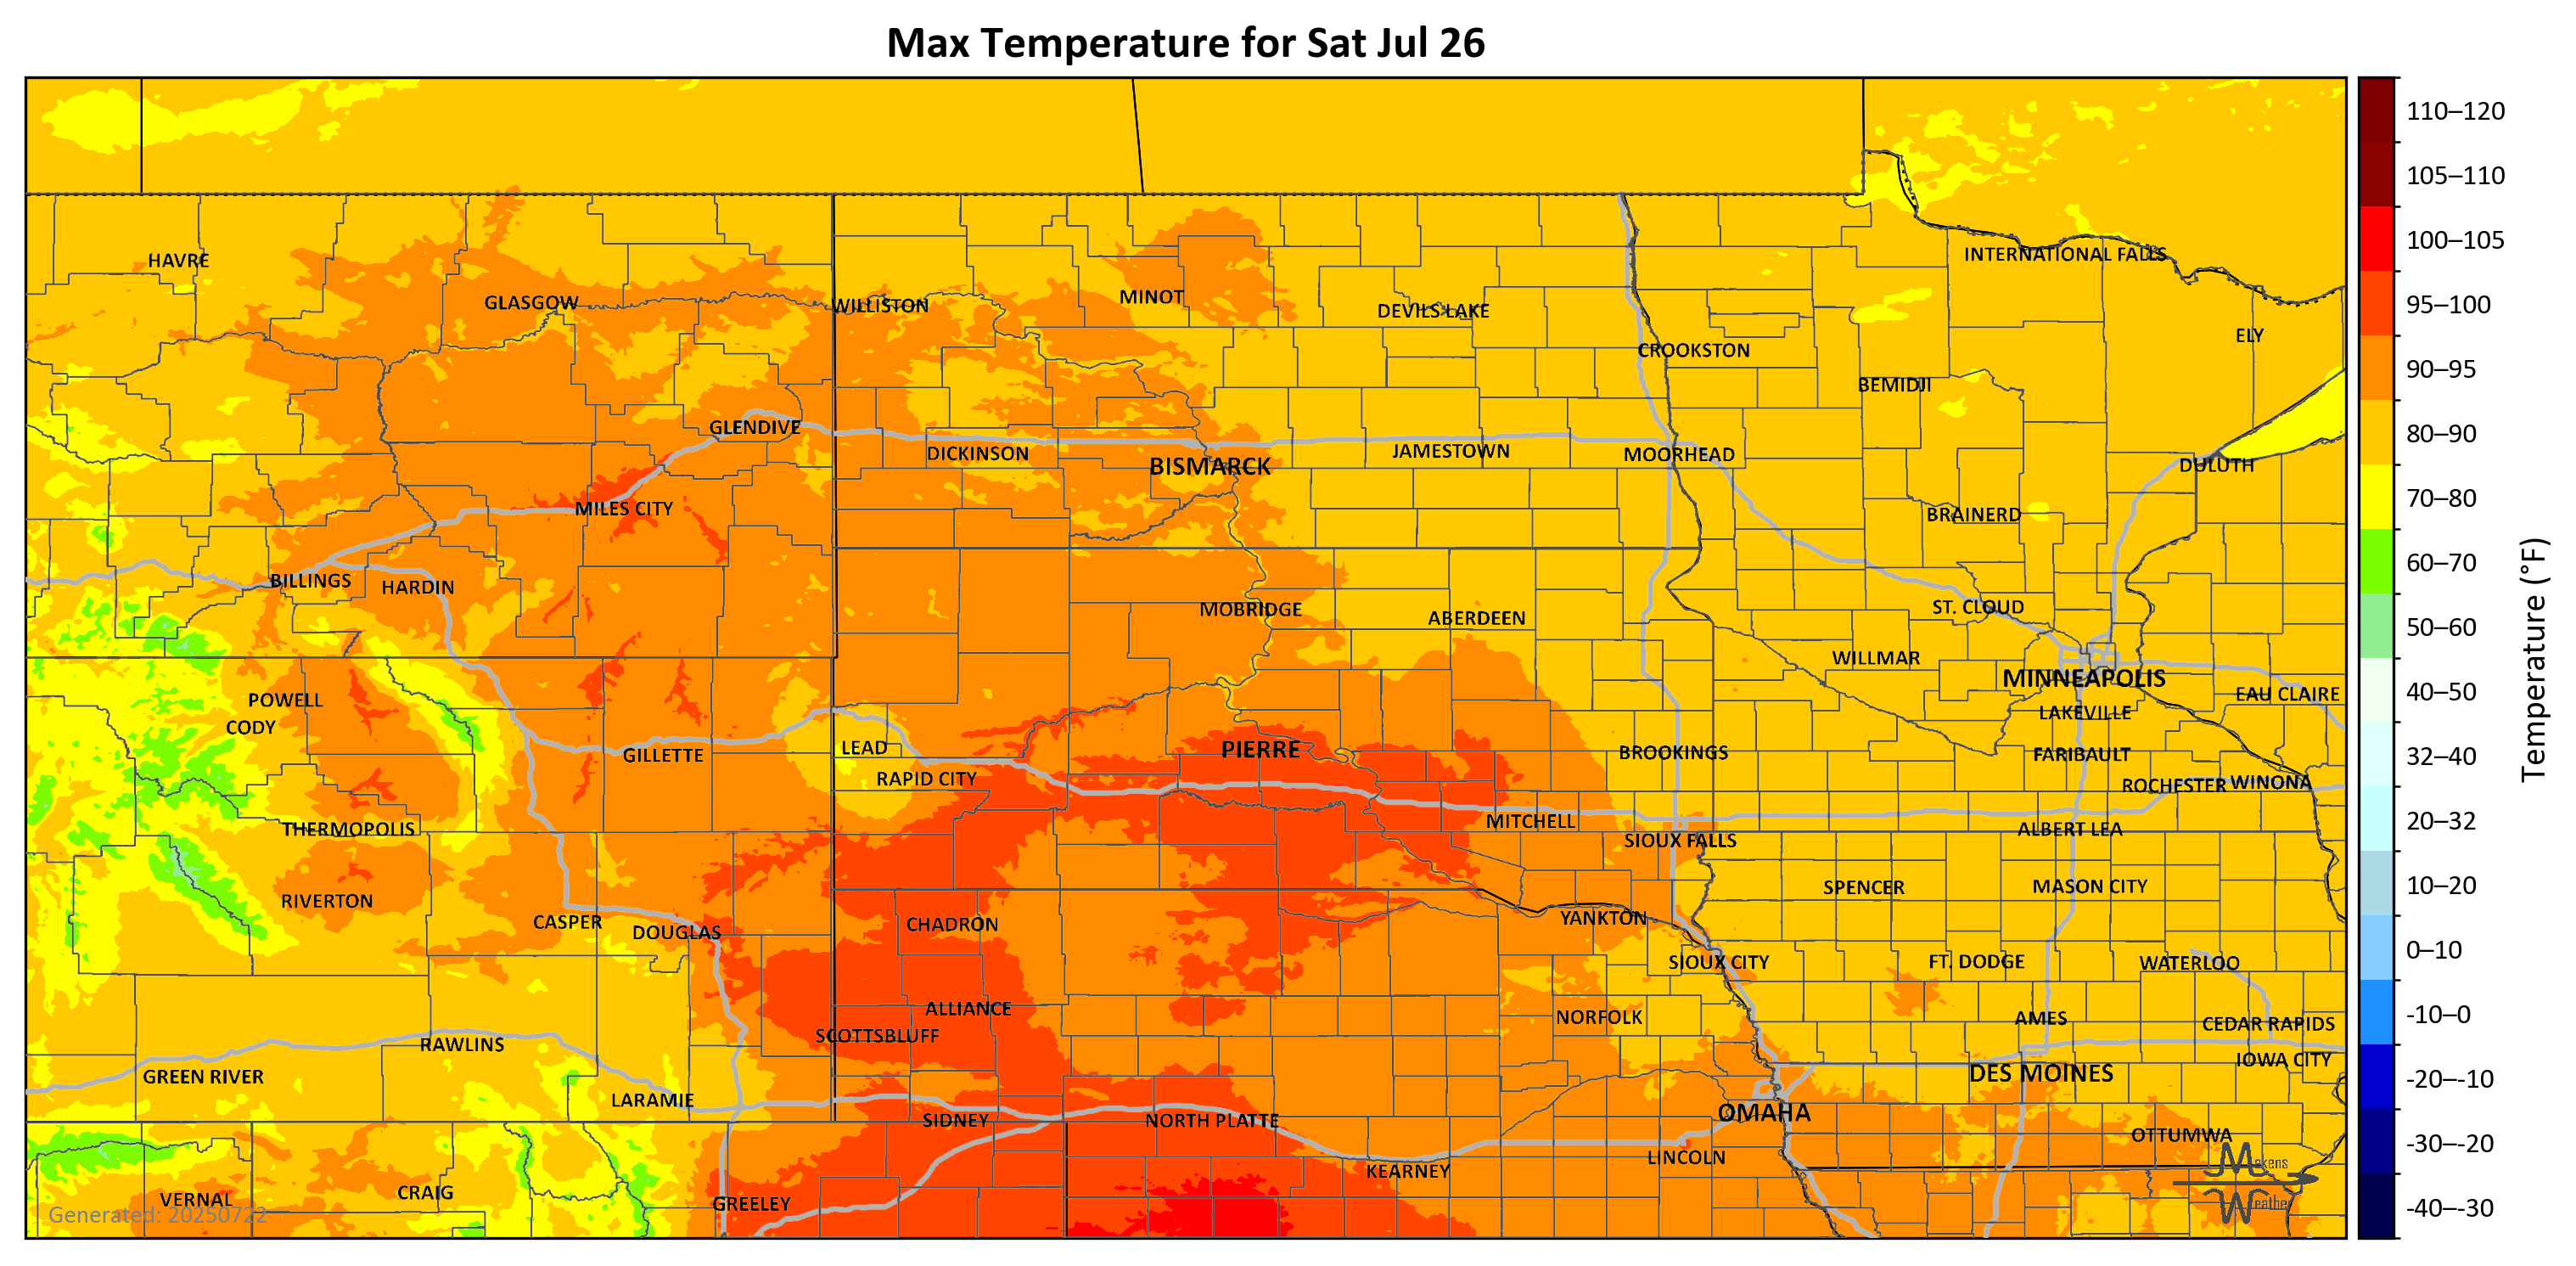 Max Temperature for Sat Jul 26
110–120
105–110
100–105
95–100
90–95
80–90
70–80
60–70
50–60
40–50
32–40
20–32
10–20
0–10
-10–0
-20–-10
-30–-20
-40–-30
Temperature (°F)
HAVRE
INTERNATIONAL FALLS
GLASGOW
WILLISTON
MINOT
DEVILS LAKE
ELY
CROOKSTON
BEMIDJI
GLENDIVE
DICKINSON
BISMARCK
JAMESTOWN
MOORHEAD
DULUTH
MILES CITY
BRAINERD
BILLINGS
HARDIN
MOBRIDGE
ABERDEEN
ST. CLOUD
WILLMAR
MINNEAPOLIS
EAU CLAIRE
POWELL
CODY
LAKEVILLE
GILLETTE
LEAD
PIERRE
BROOKINGS
FARIBAULT
RAPID CITY
ROCHESTER
WINONA
THERMOPOLIS
MITCHELL
SIOUX FALLS
ALBERT LEA
RIVERTON
SPENCER
MASON CITY
CASPER
DOUGLAS
CHADRON
YANKTON
SIOUX CITY
FT. DODGE
WATERLOO
ALLIANCE
NORFOLK
AMES
CEDAR RAPIDS
SCOTTSBLUFF
RAWLINS
IOWA CITY
GREEN RIVER
DES MOINES
LARAMIE
SIDNEY
NORTH PLATTE
OMAHA
OTTUMWA
KEARNEY
LINCOLN
VERNAL
CRAIG
GREELEY
Generated: 20250722
Makens
Weather